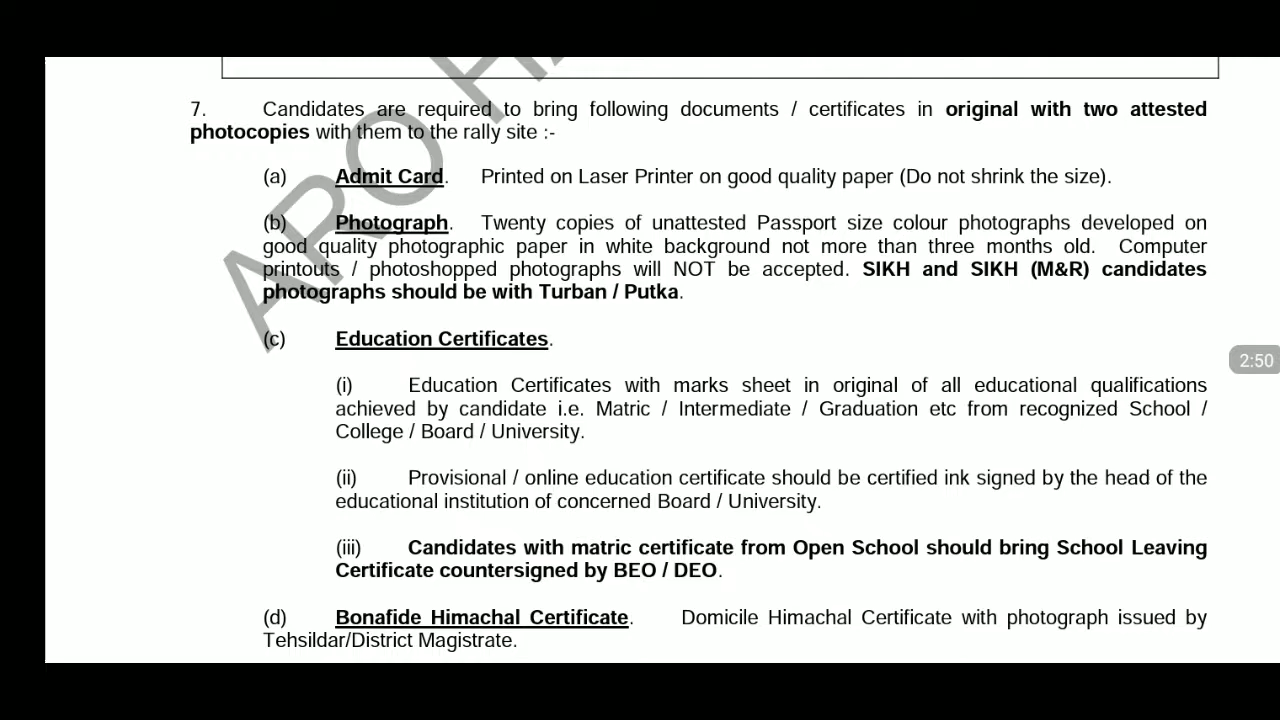 7. Candidates are required to bring following documents / certificates in original with two attested
photocopies with them to the rally site :-
(a) Admit Card. Printed on Laser Printer on good quality paper (Do not shrink the size).
(b) Photograph. Twenty copies of unattested Passport size colour photographs developed on
good quality photographic paper in white background not more than three months old. Computer
printouts / photoshopped photographs will NOT be accepted. SIKH and SIKH (M&R) candidates
photographs should be with Turban / Putka.
(c) Education Certificates.
(i) Education Certificates with marks sheet in original of all educational qualifications
achieved by candidate i.e. Matric / Intermediate / Graduation etc from recognized School /
College / Board / University.
(ii) Provisional / online education certificate should be certified ink signed by the head of the
educational institution of concerned Board / University.
(iii) Candidates with matric certificate from Open School should bring School Leaving
Certificate countersigned by BEO / DEO.
(d) Bonafide Himachal Certificate. Domicile Himachal Certificate with photograph issued by
Tehsildar/District Magistrate.
ARO
2:50